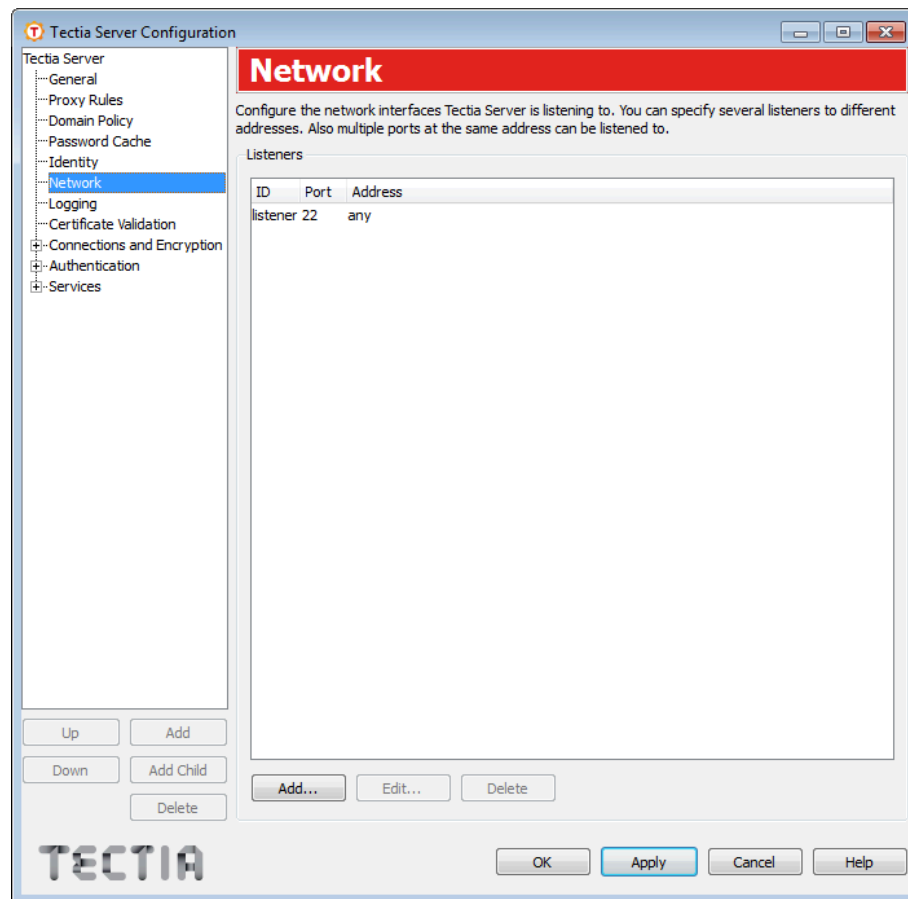 Tectia Server Configuration
Tectia Server
General
Proxy Rules
Domain Policy
Password Cache
Identity
Network
Logging
Certificate Validation
Connections and Encryption
Authentication
Services
Up Add
Down Add Child
Delete
TECTIA
Network
Configure the network interfaces Tectia Server is listening to. You can specify several listeners to different
addresses. Also multiple ports at the same address can be listened to.
Listeners
ID Port Address
listener 22 any
Add... Edit... Delete
OK Apply Cancel Help